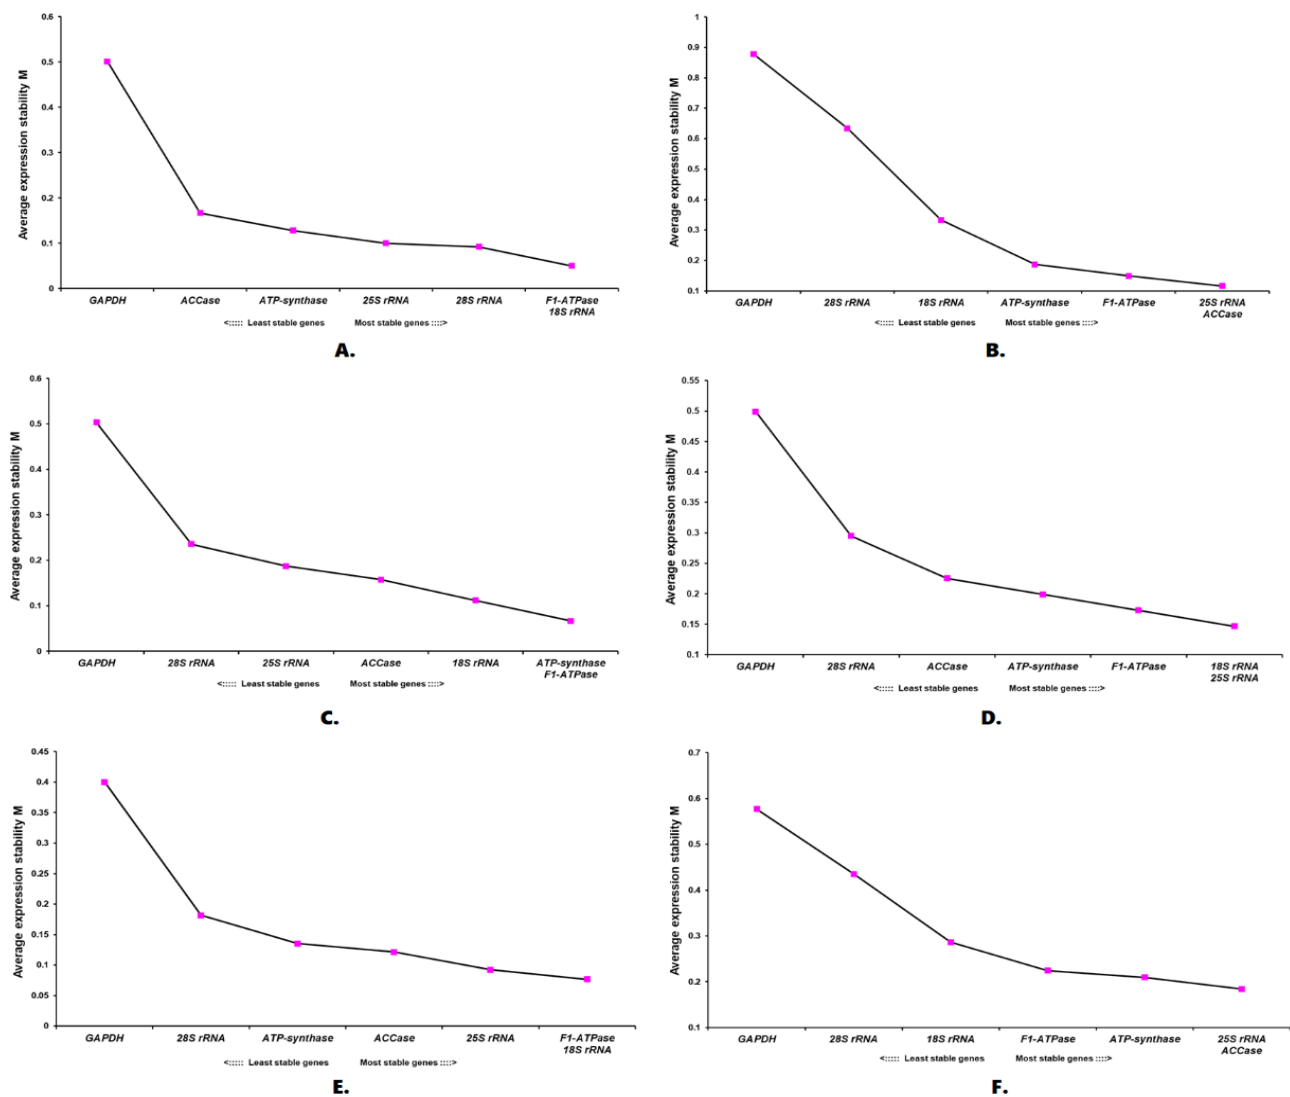 0.6
0.5
0.4
0.3
0.2
0.1
0
Average expression stability M
GAPDH ACCase ATP-synthase 25S rRNA 28S rRNA F1-ATPase
18S rRNA
<::::: Least stable genes Most stable genes ::::>
A.
1
0.9
0.8
0.7
0.6
0.5
0.4
0.3
0.2
0.1
Average expression stability M
GAPDH 28S rRNA 18S rRNA ATP-synthase F1-ATPase 25S rRNA
ACCase
<::::: Least stable genes Most stable genes ::::>
B.
0.6
0.5
0.4
0.3
0.2
0.1
0
Average expression stability M
GAPDH 28S rRNA 25S rRNA ACCase 18S rRNA ATP-synthase
F1-ATPase
<::::: Least stable genes Most stable genes ::::>
C.
0.55
0.5
0.45
0.4
0.35
0.3
0.25
0.2
0.15
0.1
Average expression stability M
GAPDH 28S rRNA ACCase ATP-synthase F1-ATPase 18S rRNA
25S rRNA
<::::: Least stable genes Most stable genes ::::>
D.
0.45
0.4
0.35
0.3
0.25
0.2
0.15
0.1
0.05
0
Average expression stability M
GAPDH 28S rRNA ATP-synthase ACCase 25S rRNA F1-ATPase
18S rRNA
<::::: Least stable genes Most stable genes ::::>
E.
0.7
0.6
0.5
0.4
0.3
0.2
0.1
Average expression stability M
GAPDH 28S rRNA 18S rRNA F1-ATPase ATP-synthase 25S rRNA
ACCase
<::::: Least stable genes Most stable genes ::::>
F.